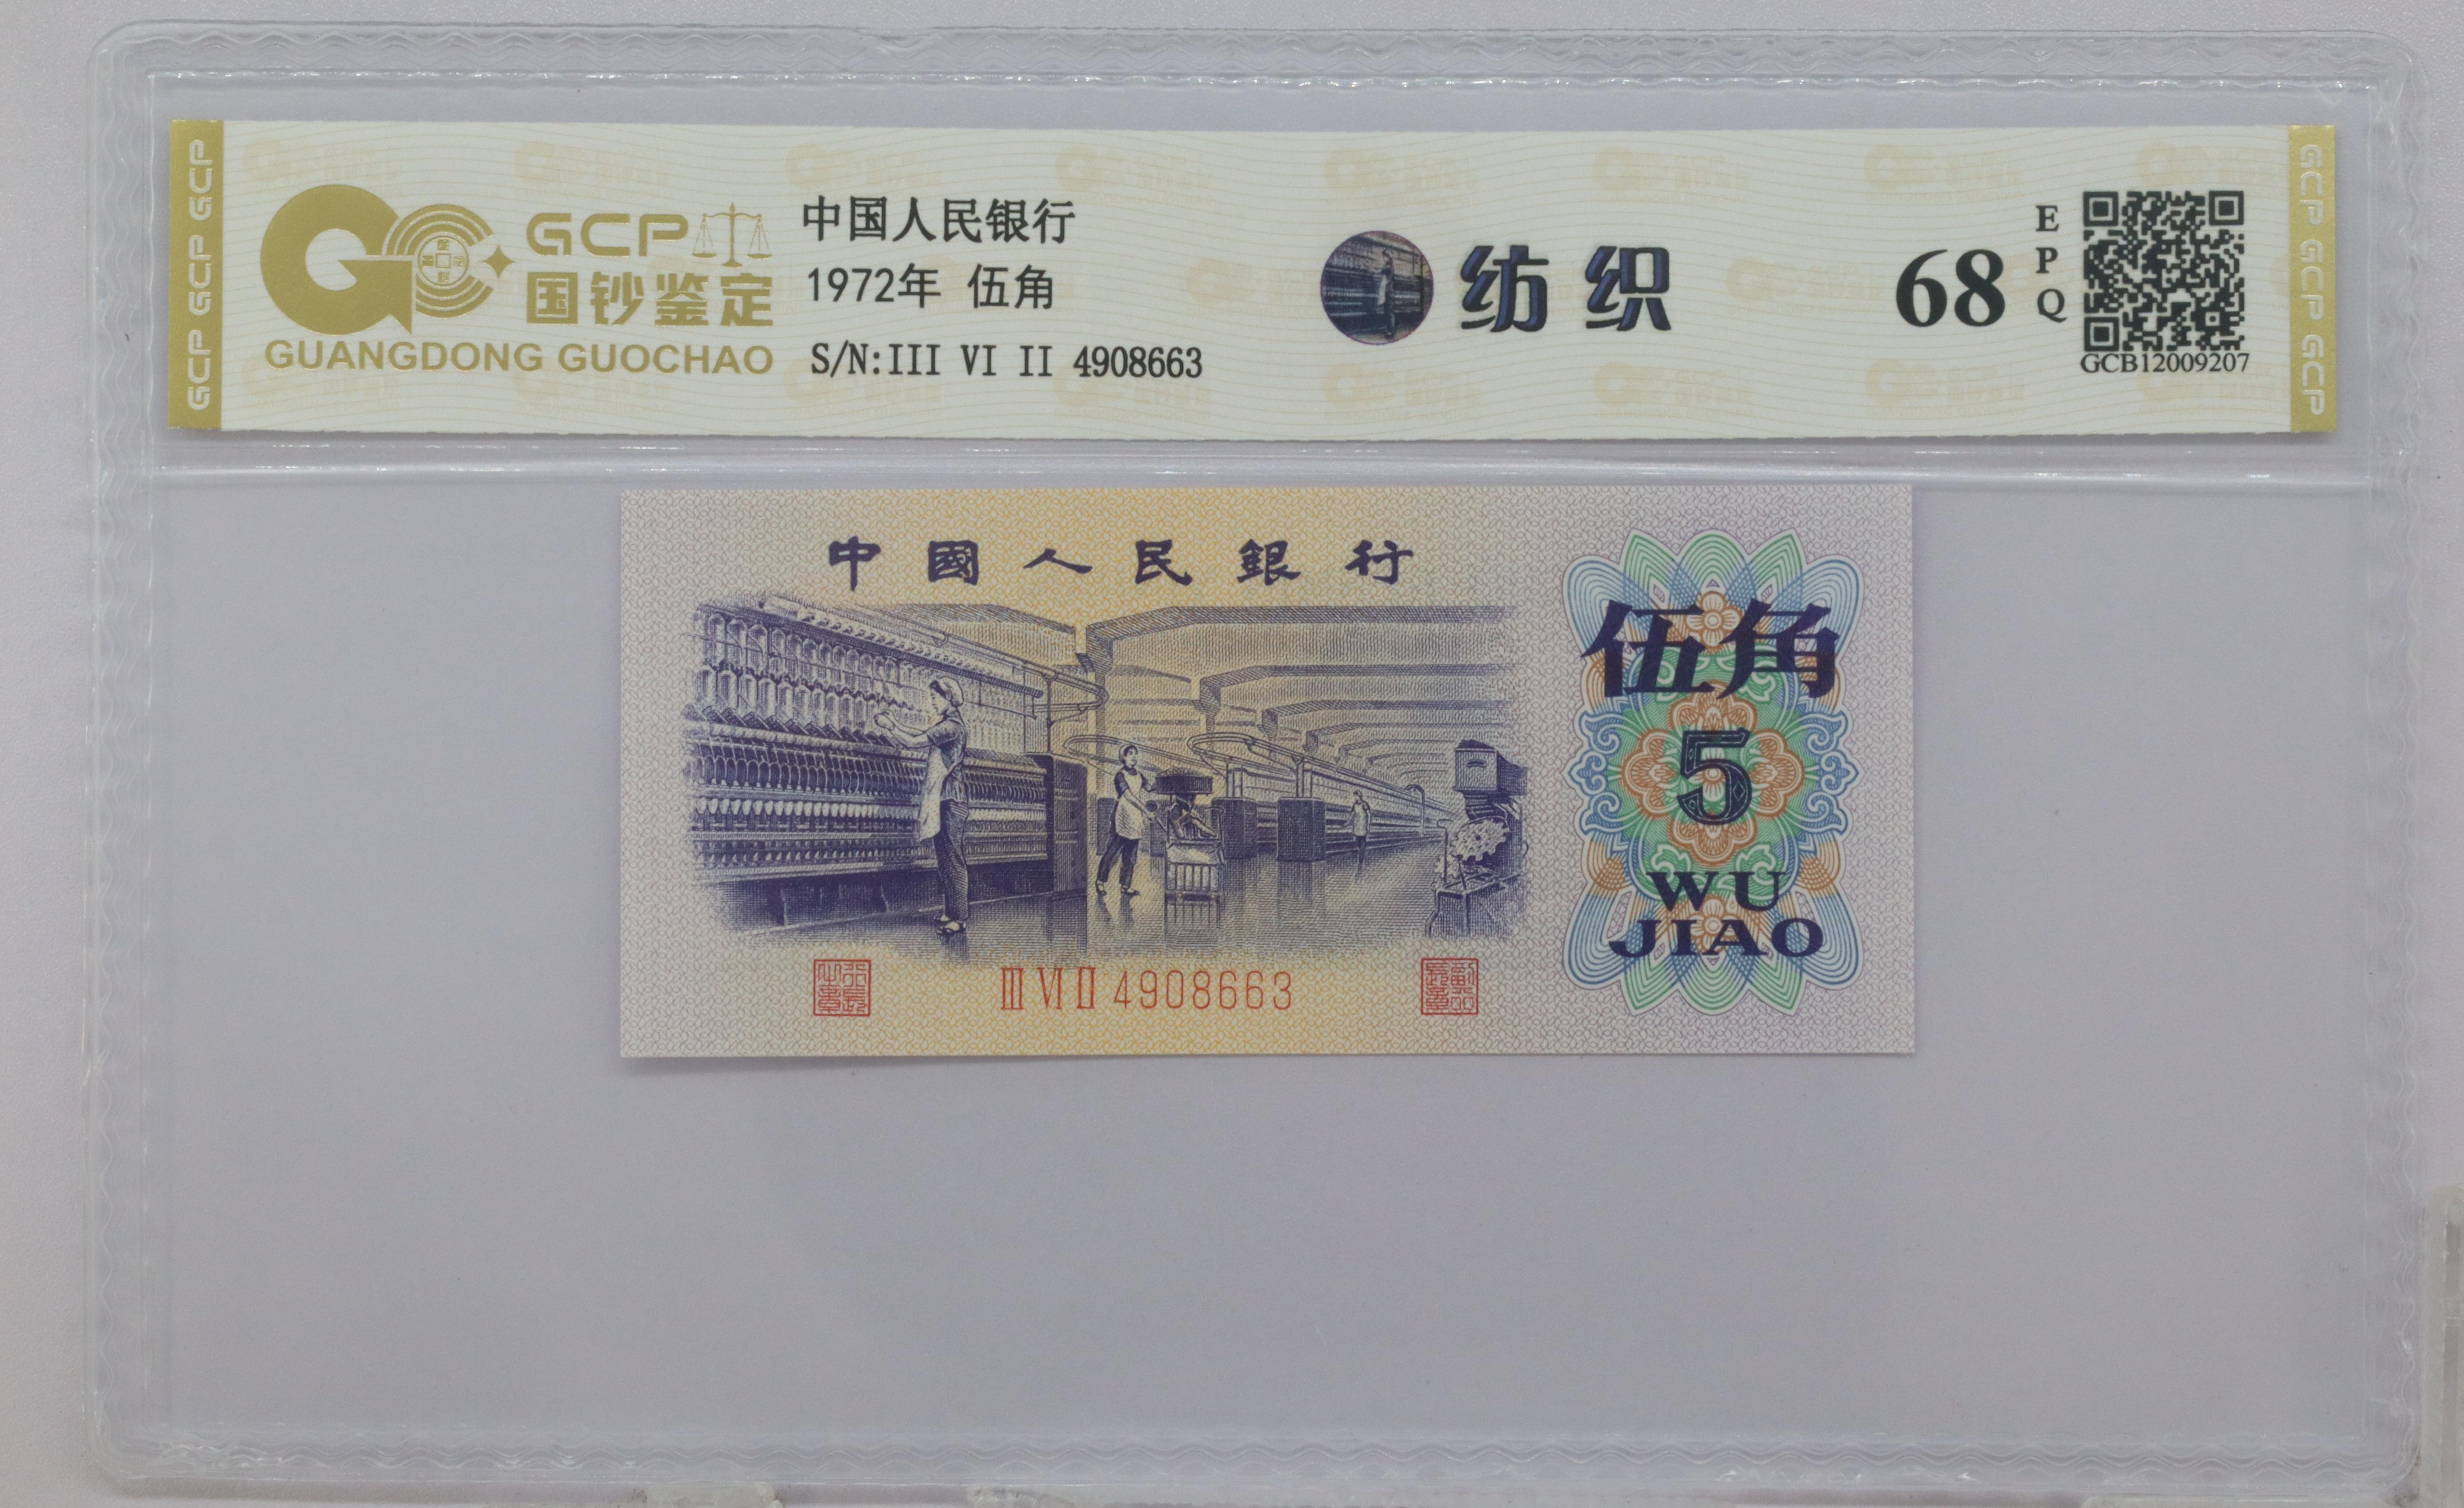 GCP GCP GCP
GCP
国钞鉴定
GUANGDONG GUOCHAO
中国人民银行
1972年 伍角
S/N:III VI II 4908663
纺织
68
EPQ
GCB12009207
GCP GCP GCP
中國人民銀行
伍角
5
WU
JIAO
III VI II 4908663